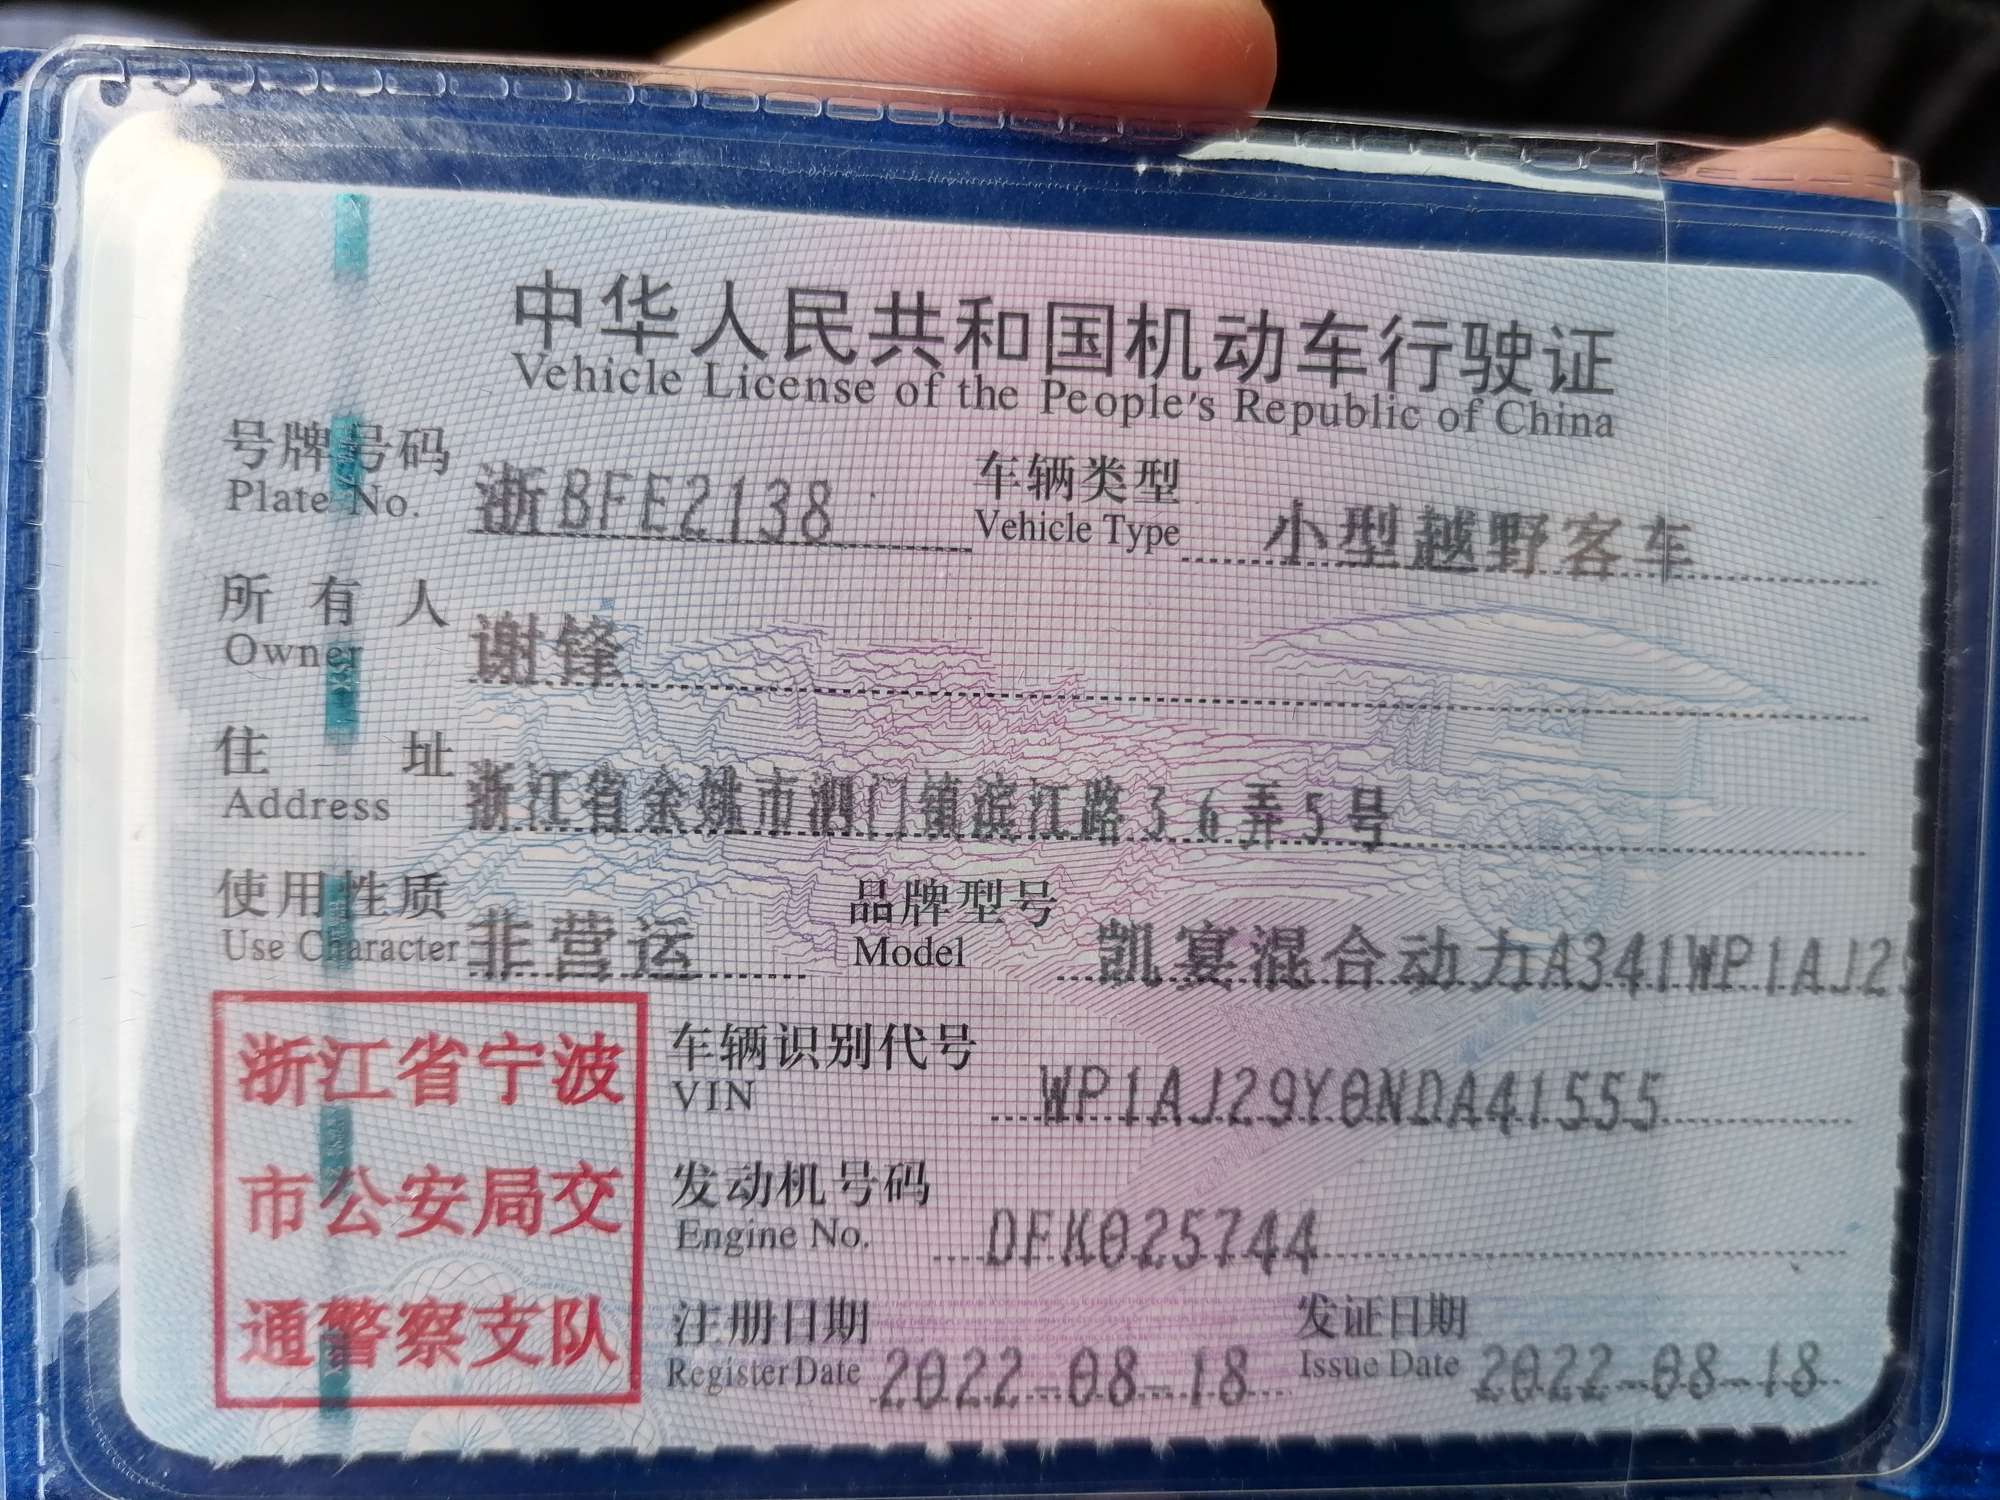 中华人民共和国机动车行驶证
Vehicle License of the People's Republic of China
号牌号码 浙BFE2138 车辆类型 小型越野客车
Plate No. Vehicle Type
所有人 谢锋
Owner
住址 浙江省余姚市泗门镇滨江路36弄5号
Address
使用性质 非营运 品牌型号 凯宴混合动力A341WP1AJ29
Use Character Model
浙江省宁波
市公安局交
通警察支队
车辆识别代号 WP1AJ29Y0NDA41555
VIN
发动机号码 DFK025744
Engine No.
注册日期 2022-08-18 发证日期 2022-08-18
Register Date Issue Date